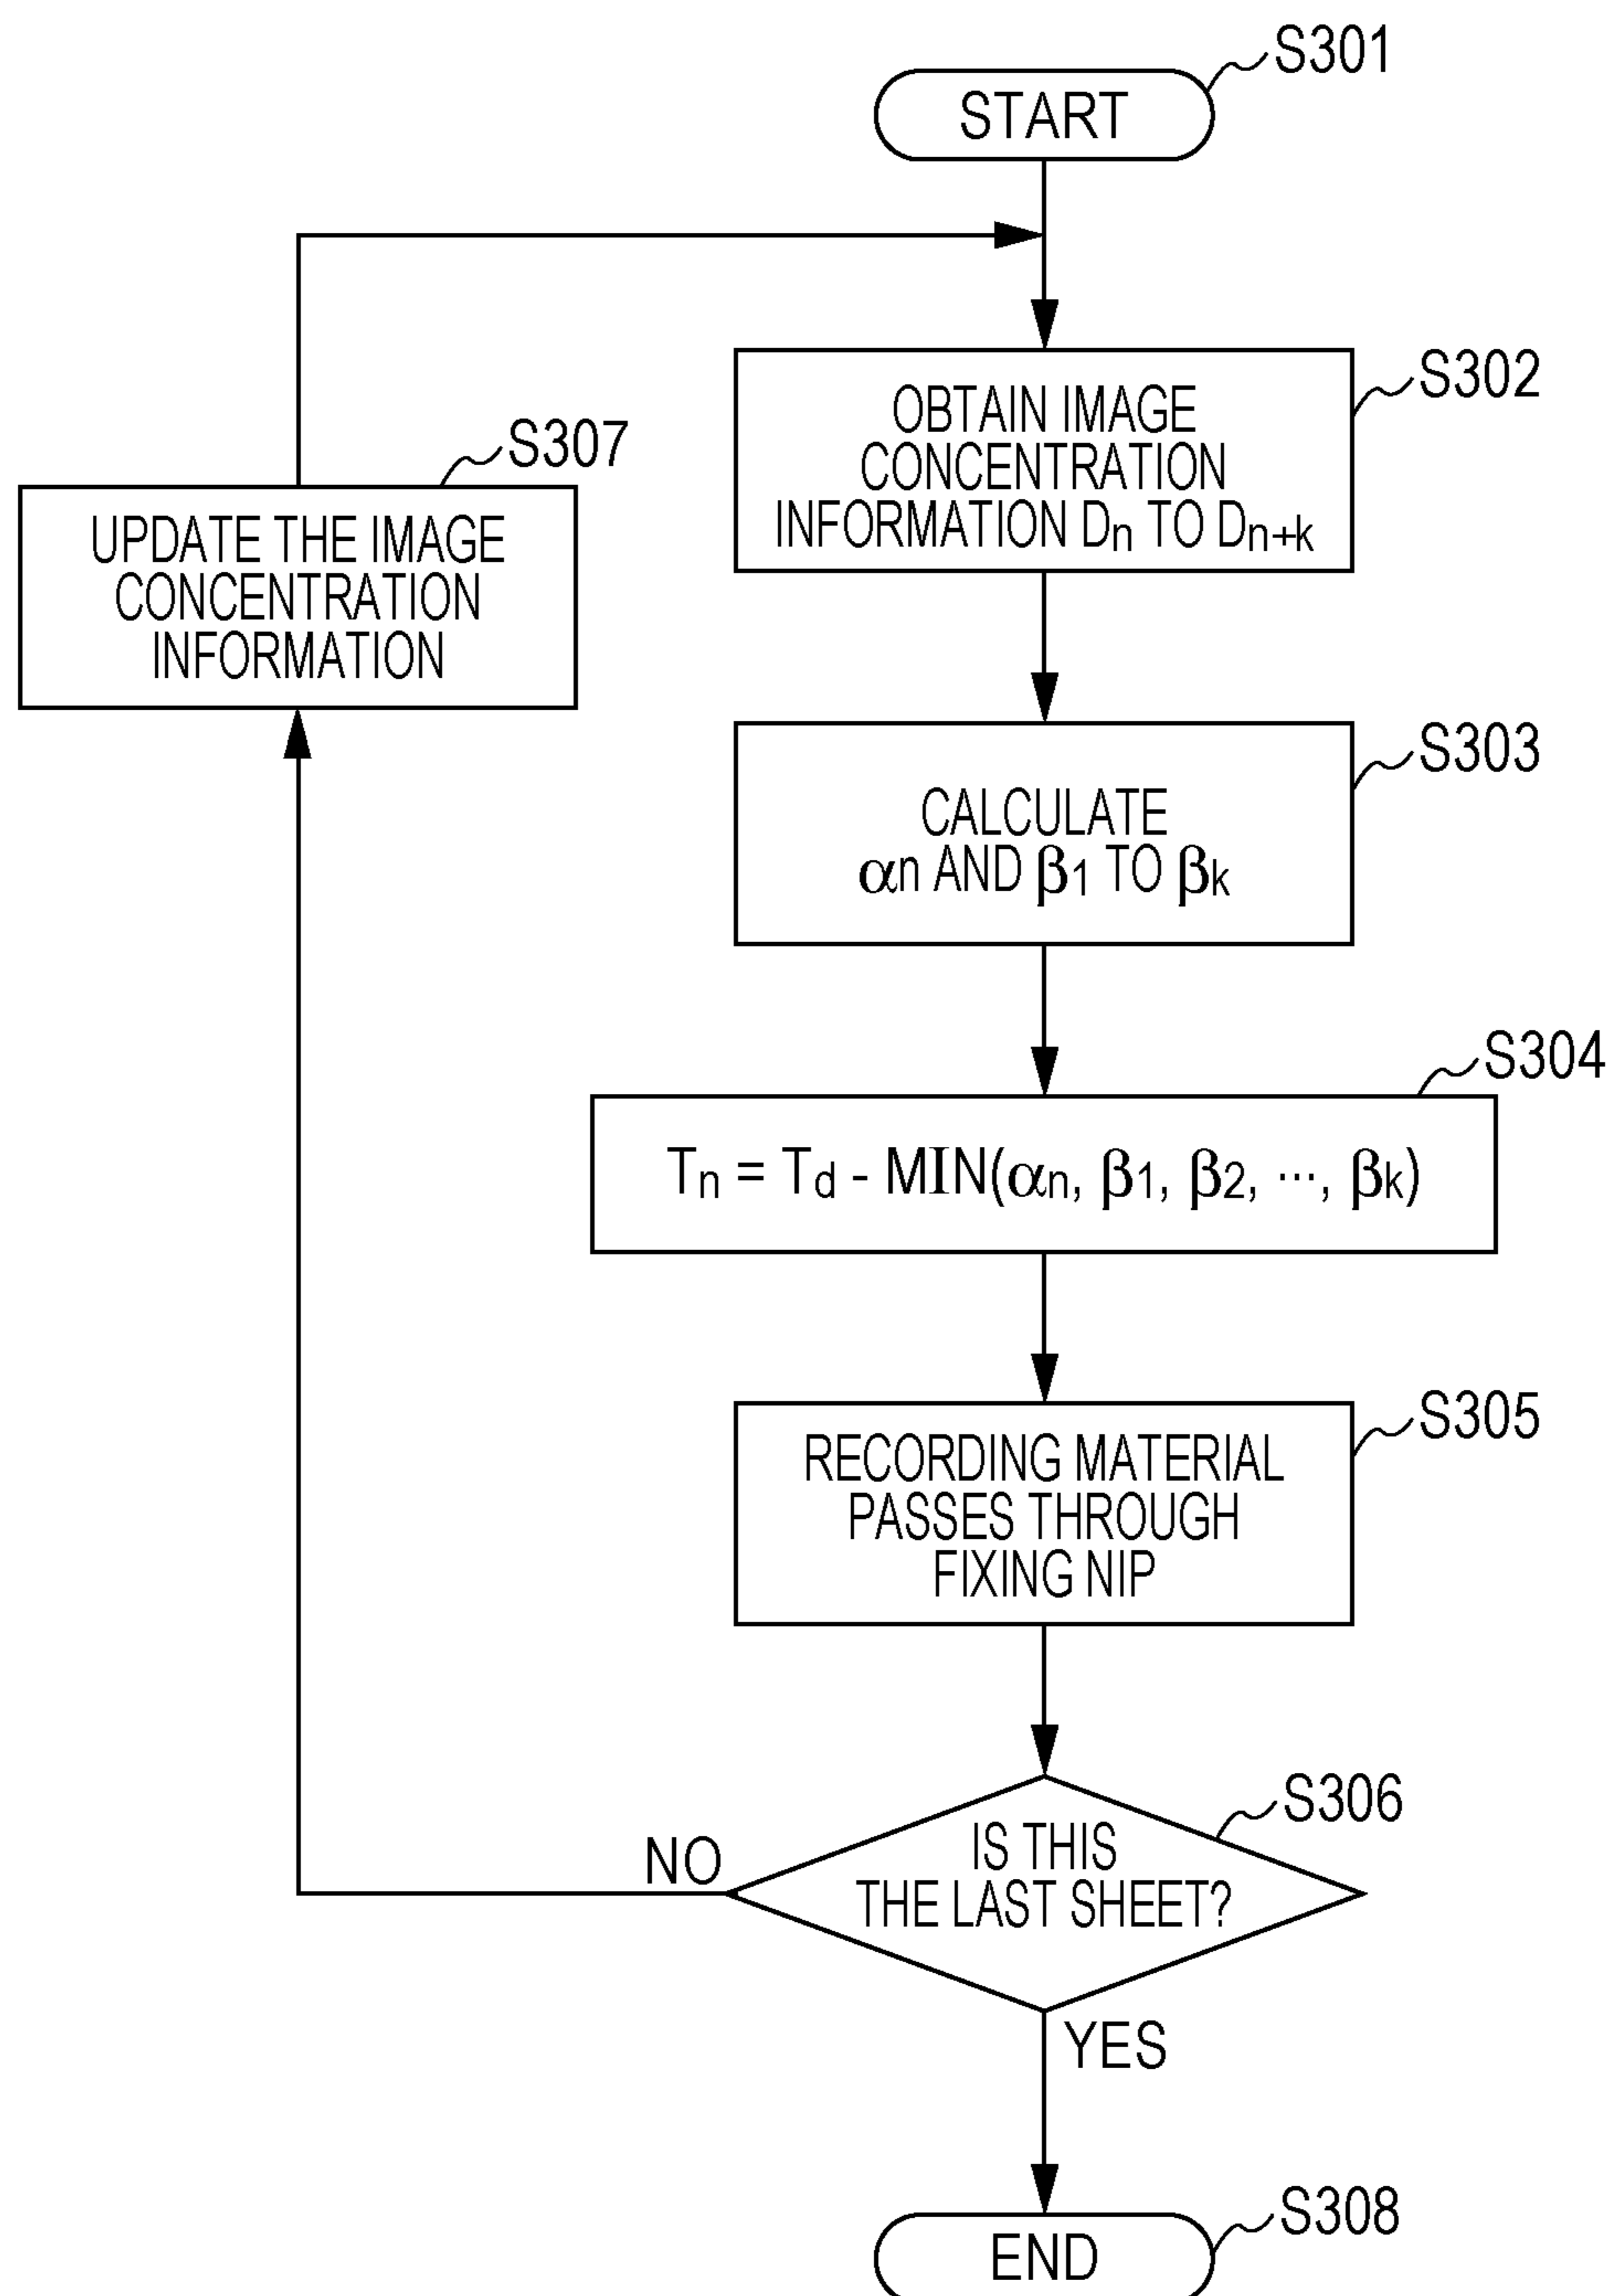 S301
START
S302
OBTAIN IMAGE
CONCENTRATION
INFORMATION Dn TO Dn+k
S307
UPDATE THE IMAGE
CONCENTRATION
INFORMATION
S303
CALCULATE
αn AND β1 TO βk
S304
Tn = Td - MIN(αn, β1, β2, ···, βk)
S305
RECORDING MATERIAL
PASSES THROUGH
FIXING NIP
S306
IS THIS
THE LAST SHEET?
NO
YES
S308
END